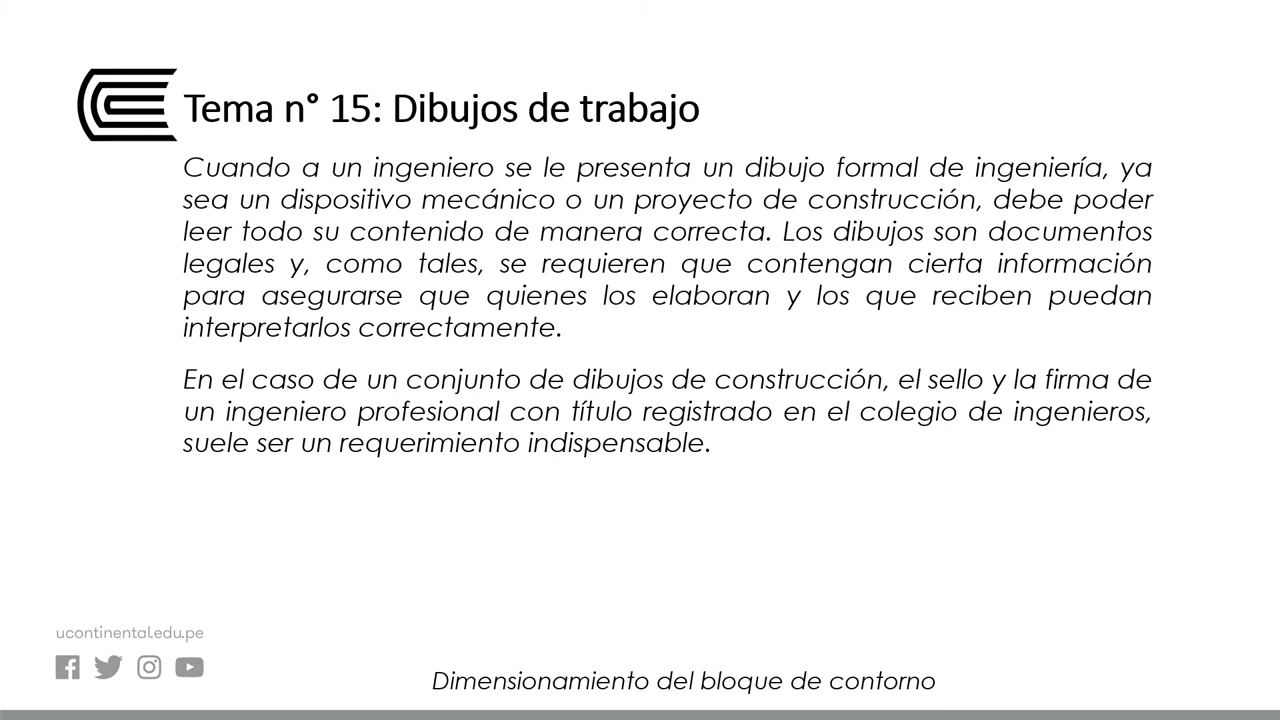 Tema n° 15: Dibujos de trabajo
Cuando a un ingeniero se le presenta un dibujo formal de ingeniería, ya
sea un dispositivo mecánico o un proyecto de construcción, debe poder
leer todo su contenido de manera correcta. Los dibujos son documentos
legales y, como tales, se requieren que contengan cierta información
para asegurarse que quienes los elaboran y los que reciben puedan
interpretarlos correctamente.
En el caso de un conjunto de dibujos de construcción, el sello y la firma de
un ingeniero profesional con título registrado en el colegio de ingenieros,
suele ser un requerimiento indispensable.
ucontinental.edu.pe
Dimensionamiento del bloque de contorno